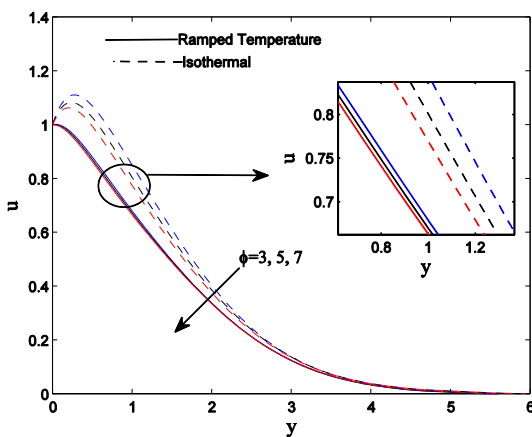 1.4
1.2
1
0.8
0.6
0.4
0.2
0
u
0 1 2 3 4 5 6
y
Ramped Temperature
Isothermal
0.8
0.75
0.7
u
0.8 1 1.2
y
ϕ=3, 5, 7